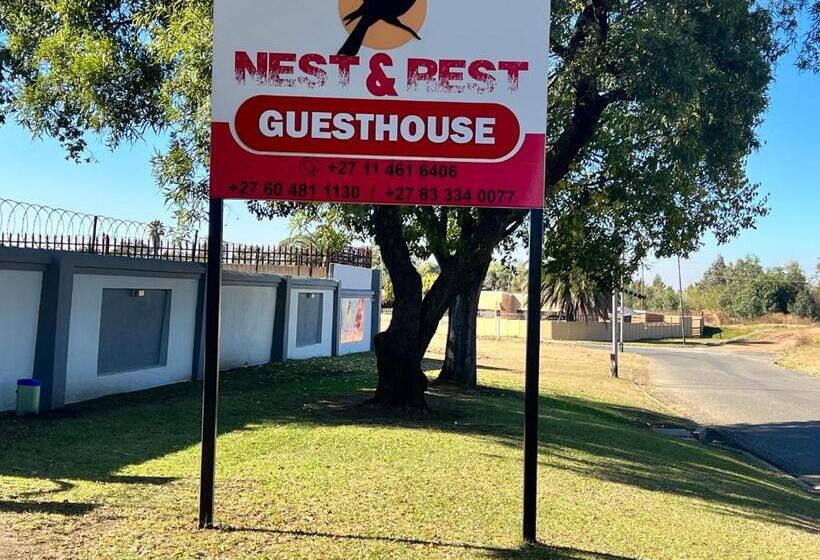 NEST & REST
GUESTHOUSE
+27 11 461 6406
+27 60 481 1130 / +27 83 334 0077